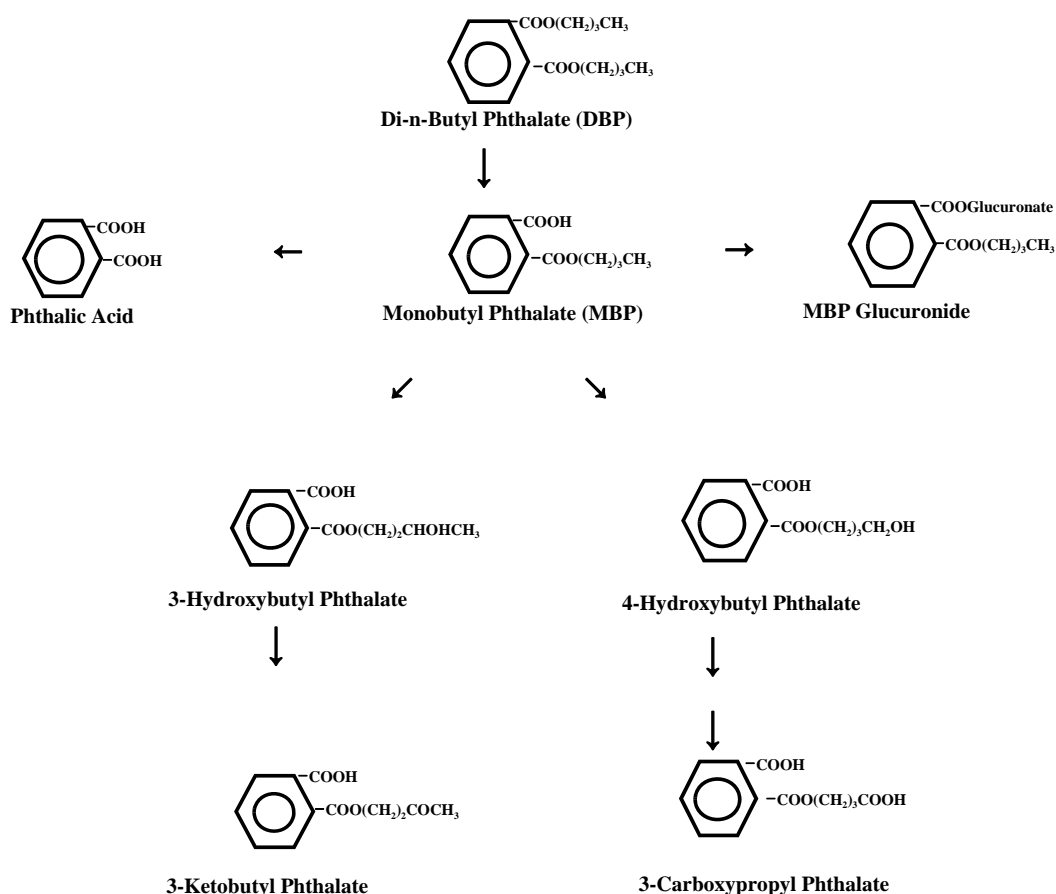 COO(CH₂)₃CH₃
COO(CH₂)₃CH₃
Di-n-Butyl Phthalate (DBP)
COOH
COOH
Phthalic Acid
COOH
COO(CH₂)₃CH₃
Monobutyl Phthalate (MBP)
COOGlucuronate
COO(CH₂)₃CH₃
MBP Glucuronide
COOH
COO(CH₂)₂CHOHCH₃
3-Hydroxybutyl Phthalate
COOH
COO(CH₂)₃CH₂OH
4-Hydroxybutyl Phthalate
COOH
COO(CH₂)₂COCH₃
3-Ketobutyl Phthalate
COOH
COO(CH₂)₃COOH
3-Carboxypropyl Phthalate